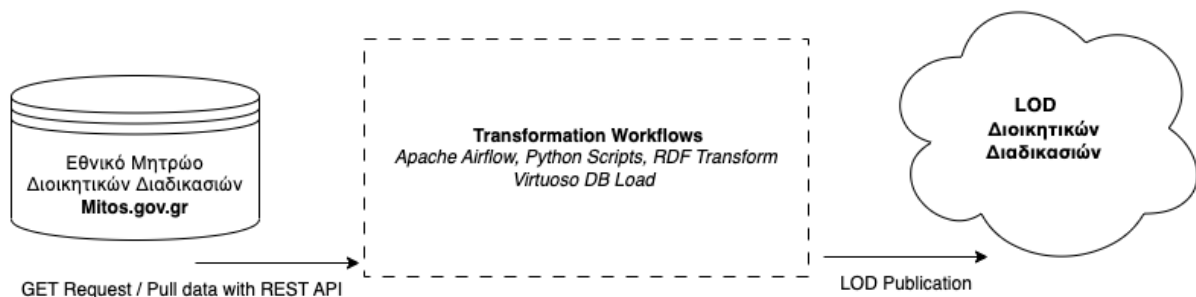 Εθνικό Μητρώο
Διοικητικών Διαδικασιών
Mitos.gov.gr
GET Request / Pull data with REST API
Transformation Workflows
Apache Airflow, Python Scripts, RDF Transform
Virtuoso DB Load
LOD
Διοικητικών
Διαδικασιών
LOD Publication